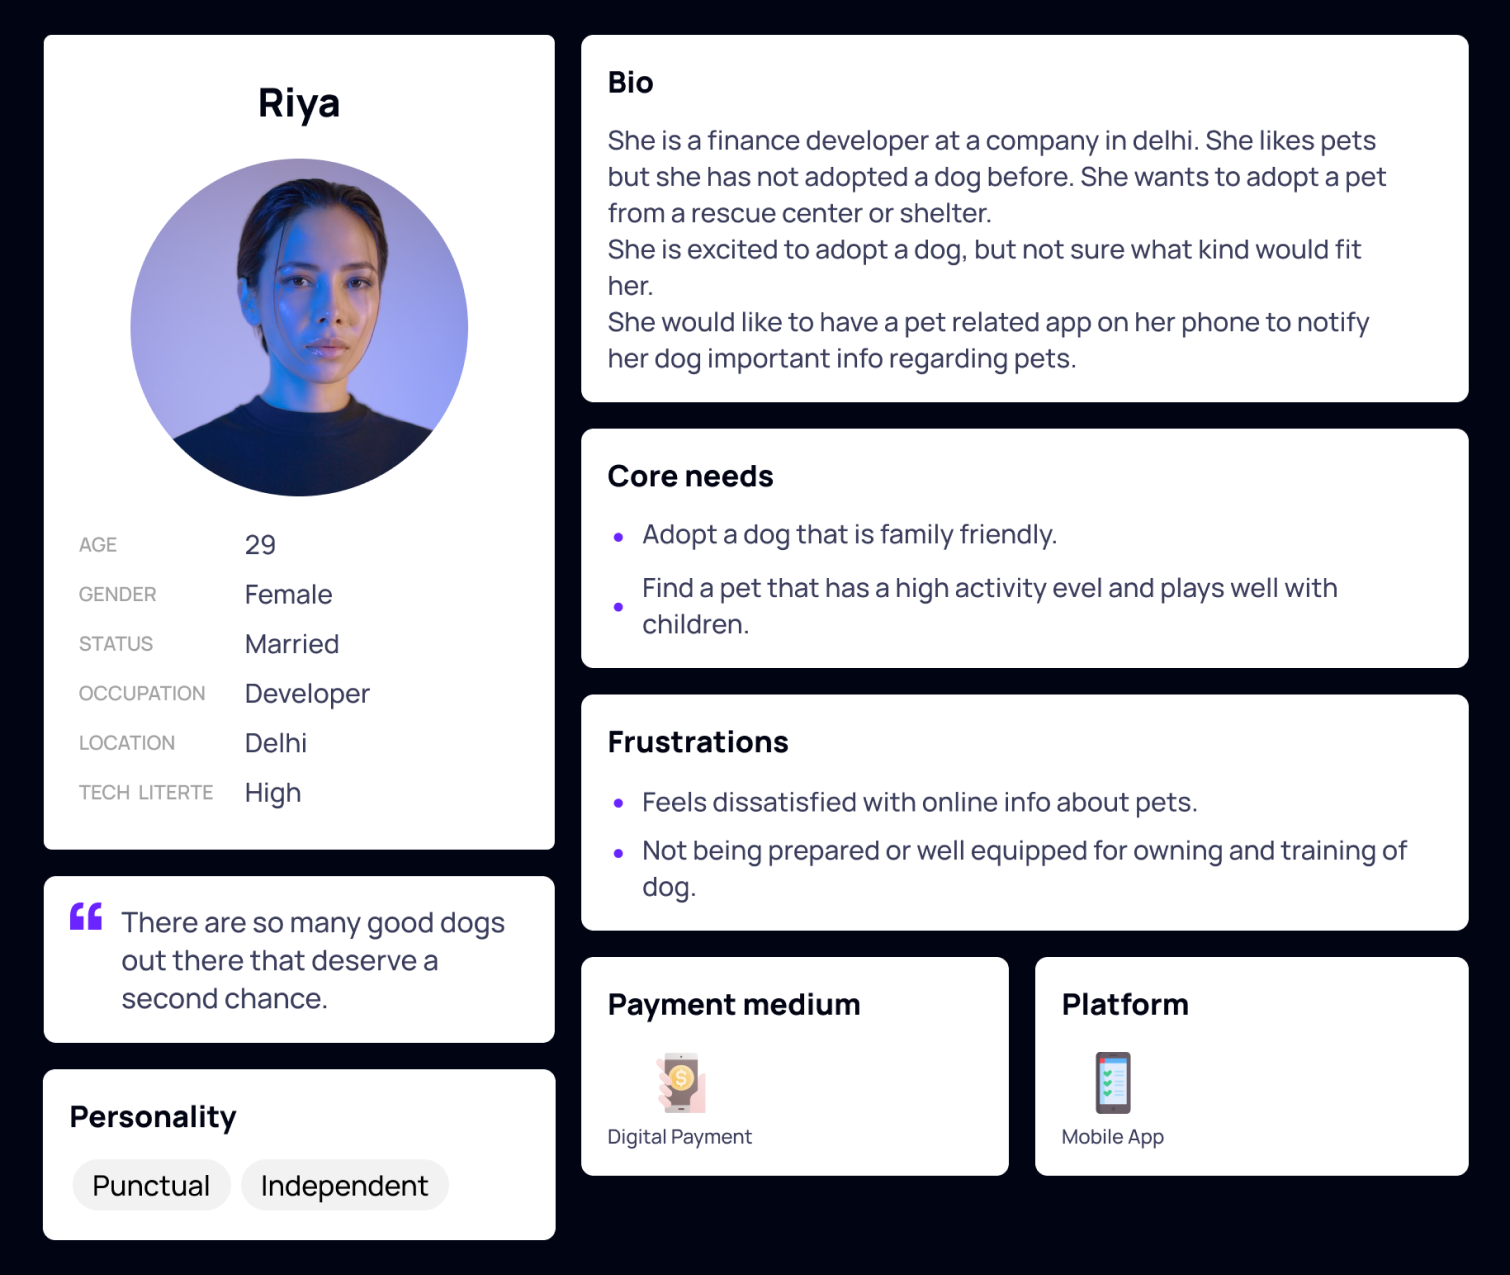 Riya
AGE 29
GENDER Female
STATUS Married
OCCUPATION Developer
LOCATION Delhi
TECH LITERTE High
“ There are so many good dogs
out there that deserve a
second chance.
Personality
Punctual Independent
Bio
She is a finance developer at a company in delhi. She likes pets
but she has not adopted a dog before. She wants to adopt a pet
from a rescue center or shelter.
She is excited to adopt a dog, but not sure what kind would fit
her.
She would like to have a pet related app on her phone to notify
her dog important info regarding pets.
Core needs
• Adopt a dog that is family friendly.
• Find a pet that has a high activity evel and plays well with
children.
Frustrations
• Feels dissatisfied with online info about pets.
• Not being prepared or well equipped for owning and training of
dog.
Payment medium
$
Digital Payment
Platform
Mobile App